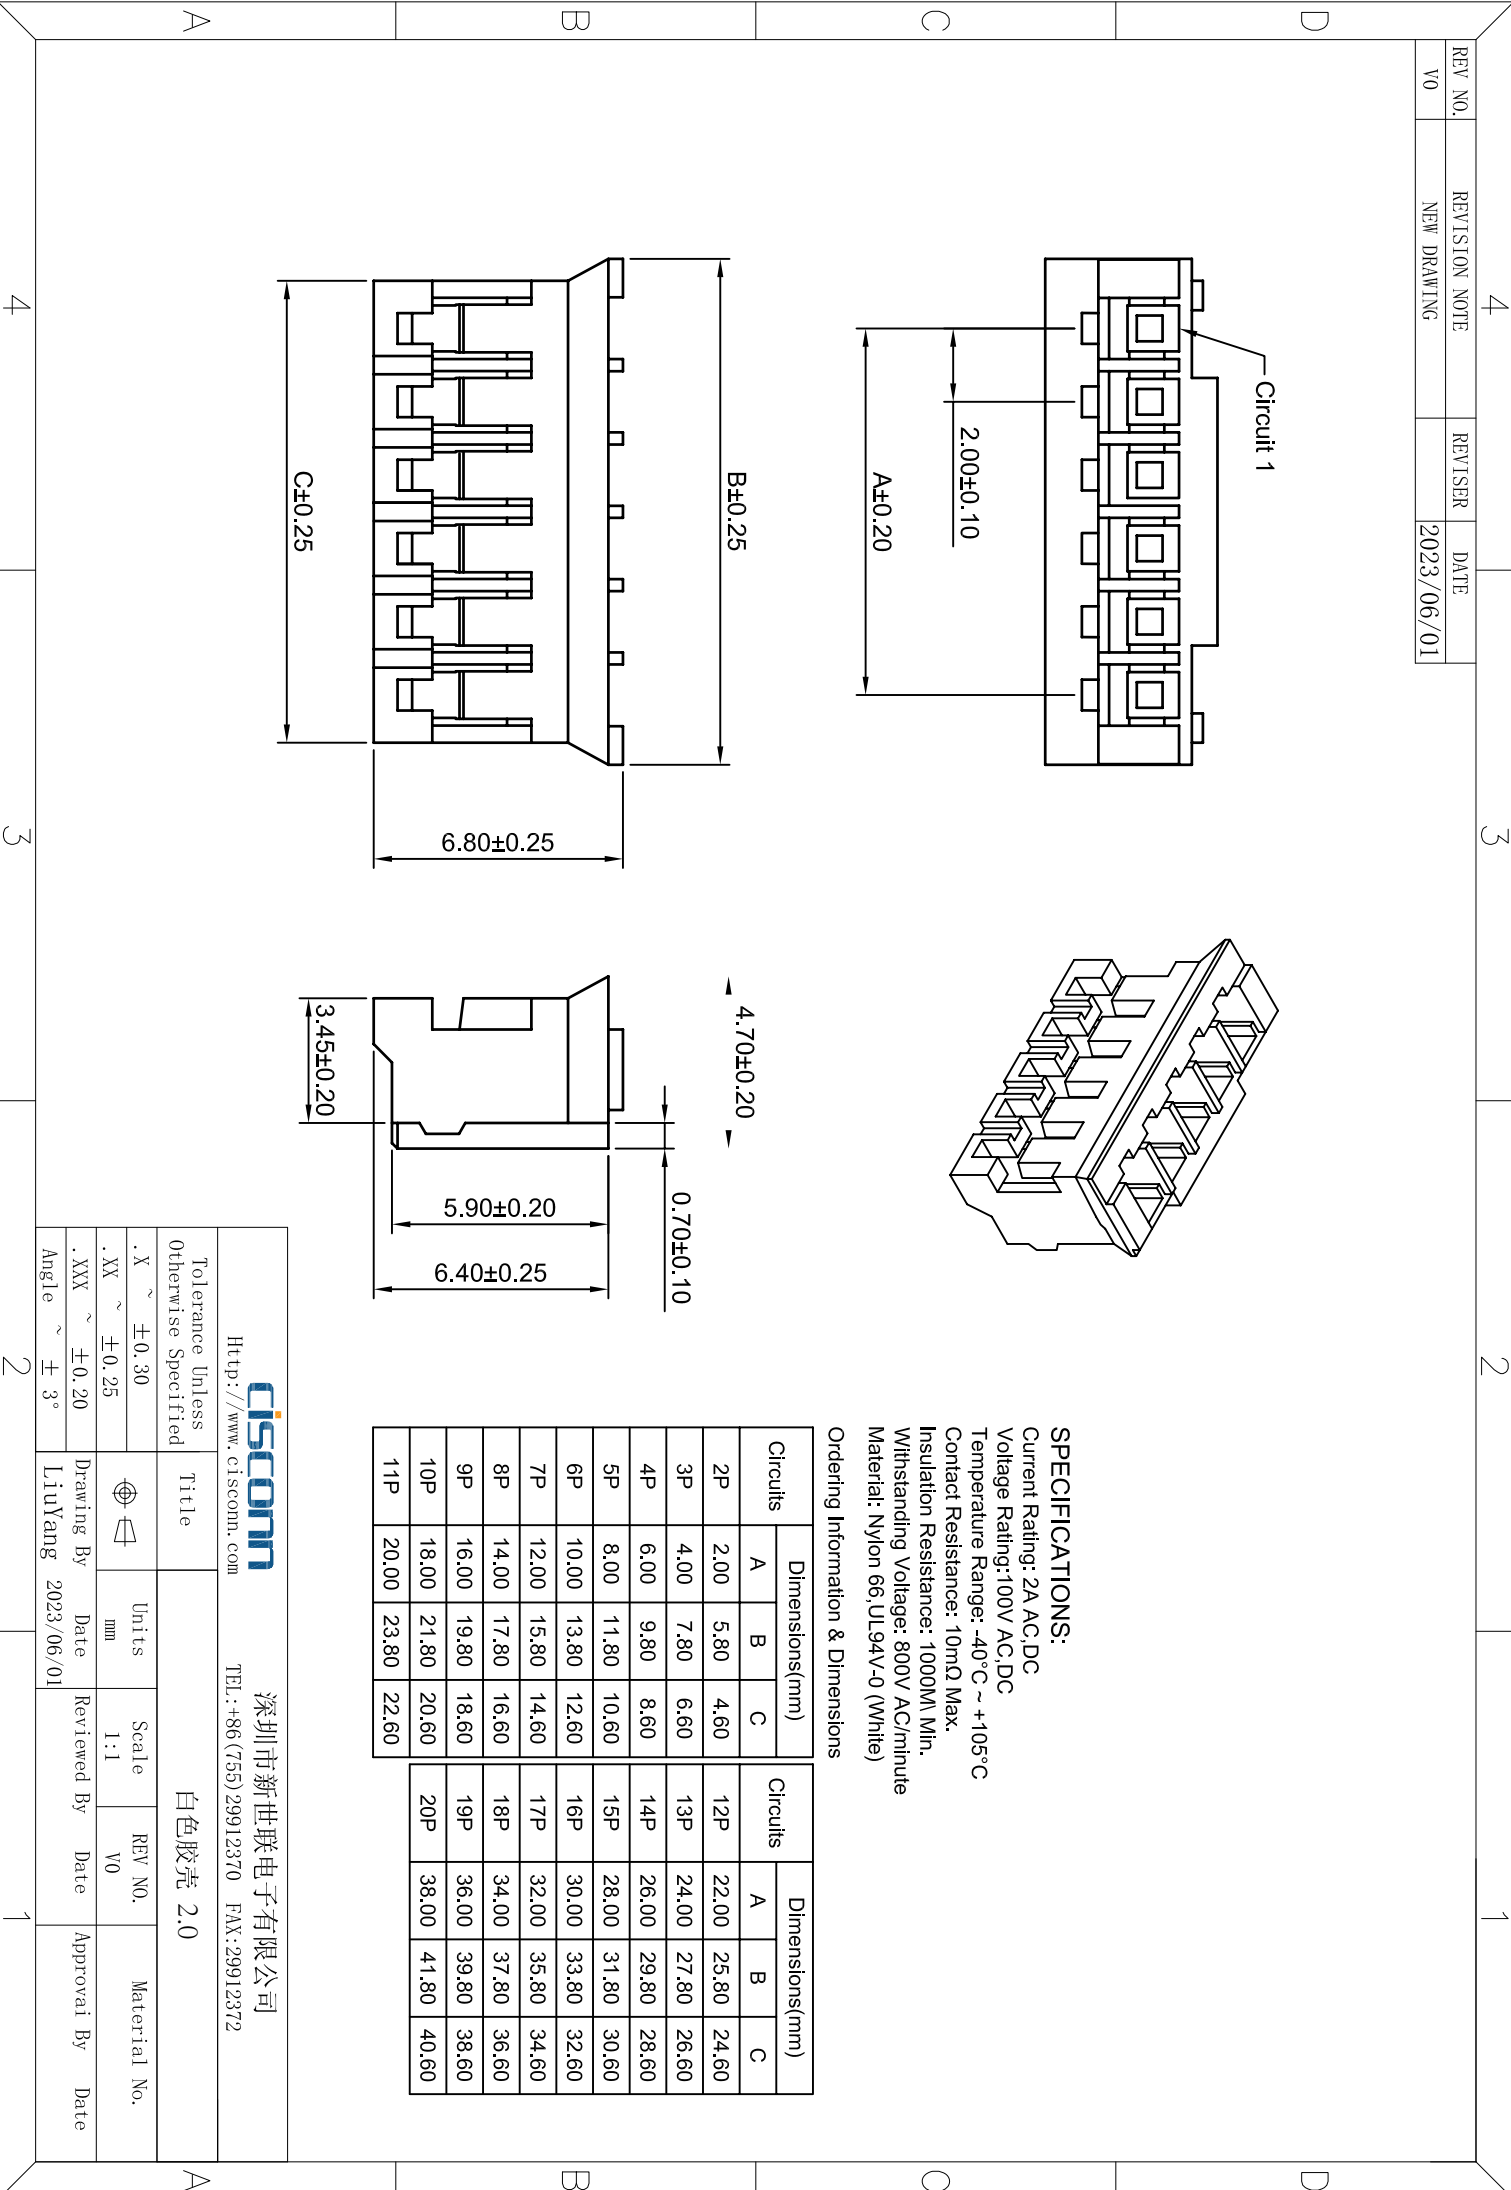 4 3 2 1
D
C
B
A
D
C
B
A
REV NO. REVISION NOTE REVISER DATE
V0 NEW DRAWING 2023/06/01
Circuit 1
2.00±0.10
A±0.20
B±0.25
C±0.25
6.80±0.25
4.70±0.20
0.70±0.10
3.45±0.20
5.90±0.20
6.40±0.25
SPECIFICATIONS:
Current Rating: 2A AC,DC
Voltage Rating:100V AC,DC
Temperature Range: -40°C ~ +105°C
Contact Resistance: 10mΩ Max.
Insulation Resistance: 1000M\ Min.
Withstanding Voltage: 800V AC/minute
Material: Nylon 66,UL94V-0 (White)
Ordering Information & Dimensions
Circuits Dimensions(mm) Circuits Dimensions(mm)
A B C A B C
2P 2.00 5.80 4.60 12P 22.00 25.80 24.60
3P 4.00 7.80 6.60 13P 24.00 27.80 26.60
4P 6.00 9.80 8.60 14P 26.00 29.80 28.60
5P 8.00 11.80 10.60 15P 28.00 31.80 30.60
6P 10.00 13.80 12.60 16P 30.00 33.80 32.60
7P 12.00 15.80 14.60 17P 32.00 35.80 34.60
8P 14.00 17.80 16.60 18P 34.00 37.80 36.60
9P 16.00 19.80 18.60 19P 36.00 39.80 38.60
10P 18.00 21.80 20.60 20P 38.00 41.80 40.60
11P 20.00 23.80 22.60
cisconn 深圳市新世联电子有限公司
Http://www.cisconn.com TEL:+86(755)29912370 FAX:29912372
Tolerance Unless
Otherwise Specified
Title 白色胶壳 2.0
.X ~ ±0.30
.XX ~ ±0.25
.XXX ~ ±0.20
Angle ~ ± 3°
Units Scale REV NO. Material No.
mm 1:1 V0
Drawing By Date Reviewed By Date Approvai By Date
LiuYang 2023/06/01
4 3 2 1